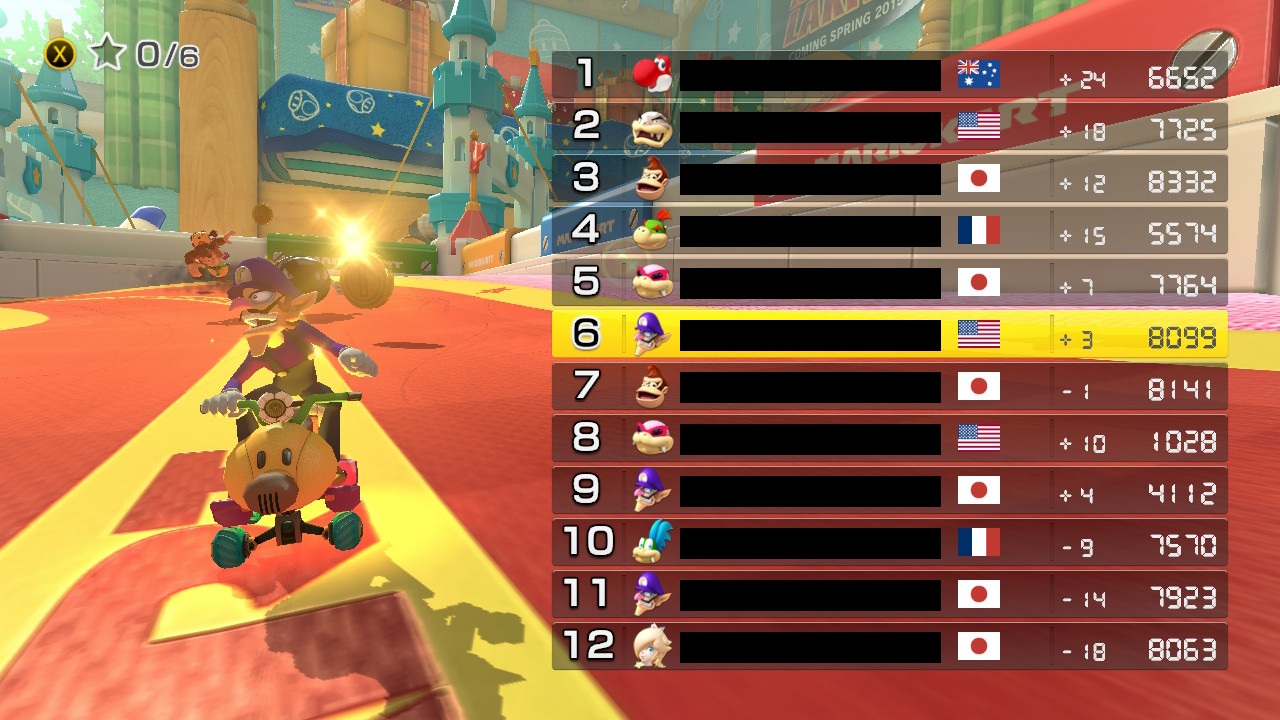 X 0/6
COMING SPRING 2015
MARIO KART
1 + 24 6652
2 + 18 7725
3 + 12 8332
4 + 15 5574
5 + 7 7764
6 + 3 8099
7 - 1 8141
8 + 10 1028
9 + 4 4112
10 - 9 7570
11 - 14 7923
12 - 18 8063